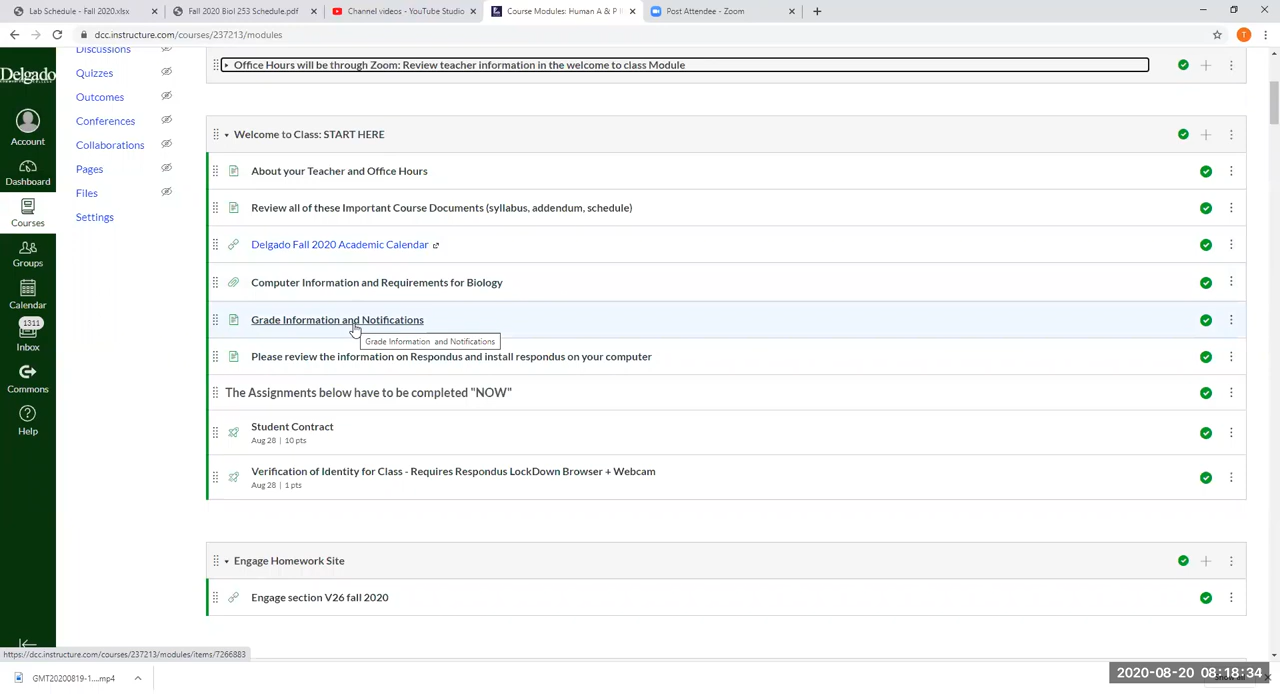 Lab Schedule - Fall 2020.xlsx
Fall 2020 Biol 253 Schedule.pdf
Channel videos - YouTube Studio
Course Modules: Human A & P II
Post Attendee - Zoom
dcc.instructure.com/courses/237213/modules
T
Delgado
Account
Dashboard
Courses
Groups
Calendar
1311
Inbox
Commons
Help
Discussions
Quizzes
Outcomes
Conferences
Collaborations
Pages
Files
Settings
Office Hours will be through Zoom: Review teacher information in the welcome to class Module
Welcome to Class: START HERE
About your Teacher and Office Hours
Review all of these Important Course Documents (syllabus, addendum, schedule)
Delgado Fall 2020 Academic Calendar
Computer Information and Requirements for Biology
Grade Information and Notifications
Grade Information and Notifications
Please review the information on Respondus and install respondus on your computer
The Assignments below have to be completed "NOW"
Student Contract
Aug 28 | 10 pts
Verification of Identity for Class - Requires Respondus LockDown Browser + Webcam
Aug 28 | 1 pts
Engage Homework Site
Engage section V26 fall 2020
https://dcc.instructure.com/courses/237213/modules/items/7266883
GMT20200819-1....mp4
2020-08-20 08:18:34